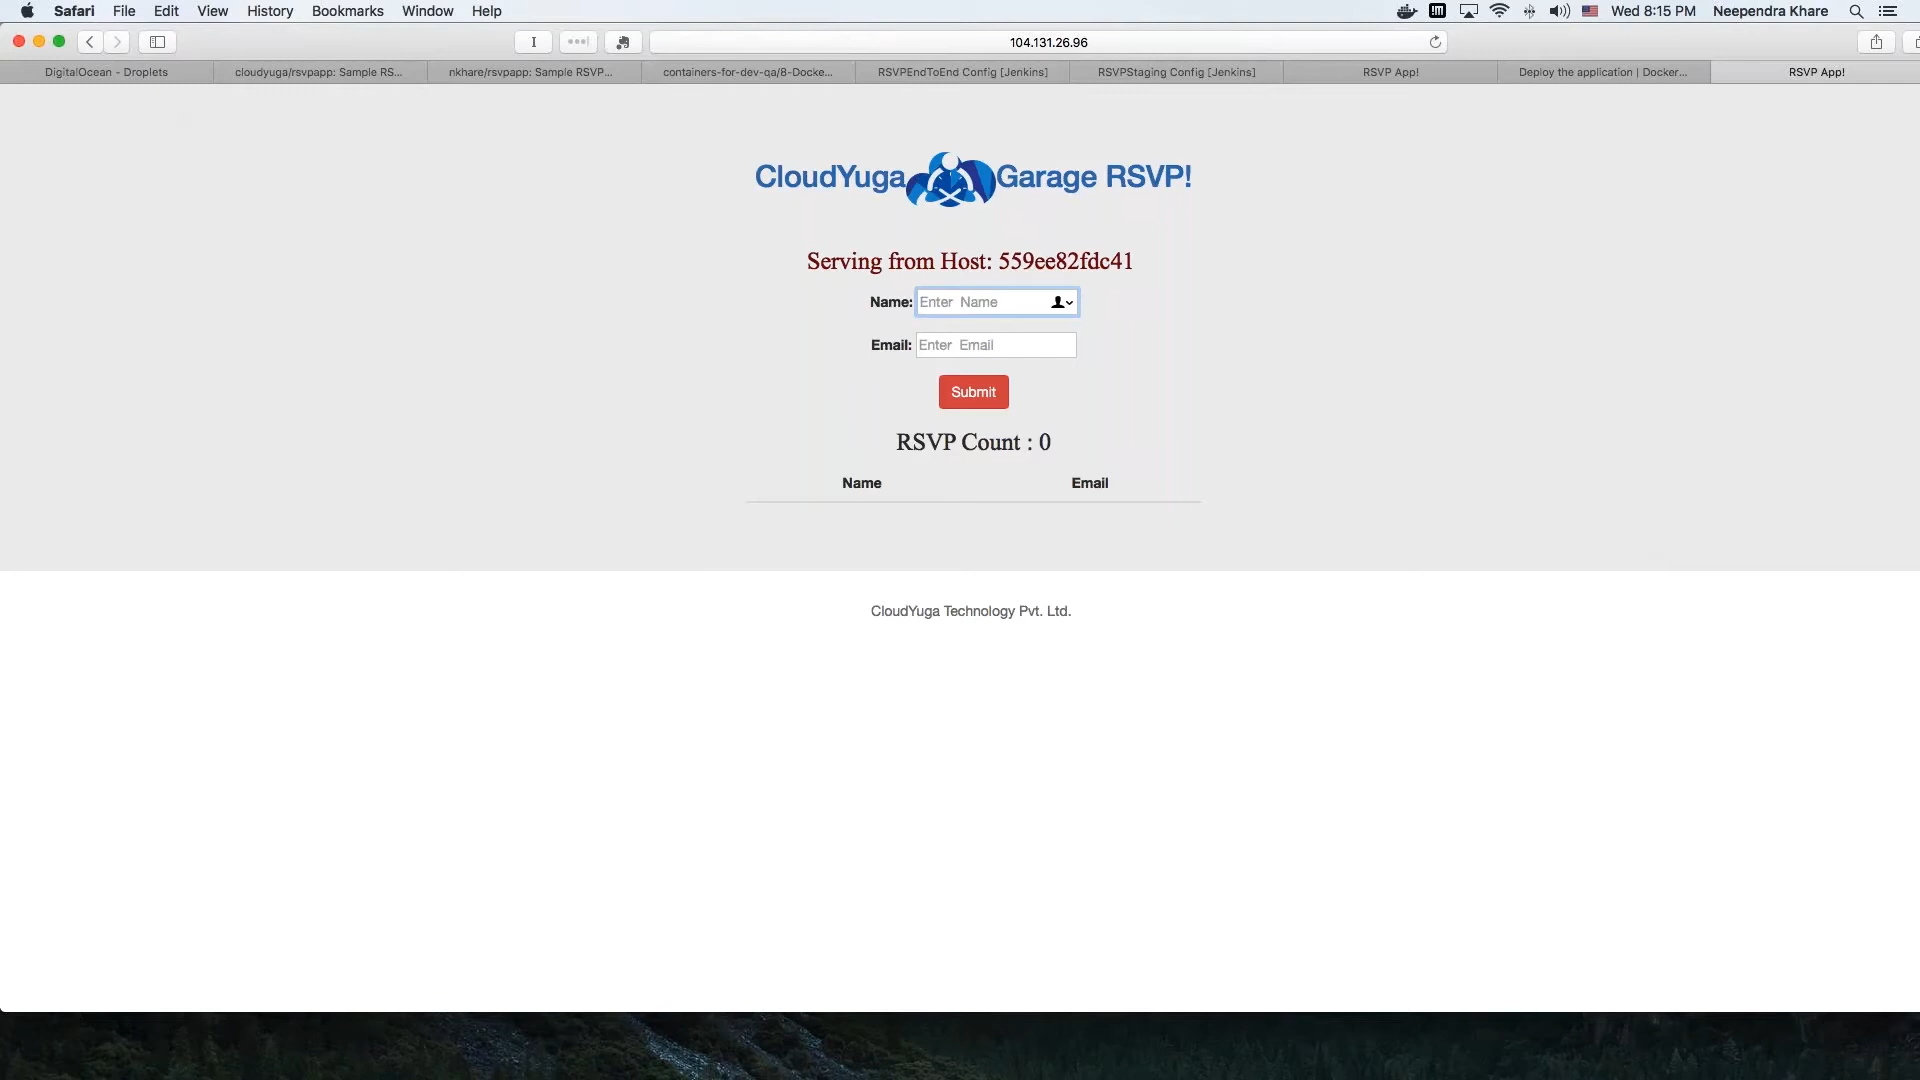 Safari File Edit View History Bookmarks Window Help Wed 8:15 PM Neependra Khare
104.131.26.96
DigitalOcean - Droplets cloudyuga/rsvpapp: Sample RS... nkhare/rsvpapp: Sample RSVP... containers-for-dev-qa/8-Docke... RSVPEndToEnd Config [Jenkins] RSVPStaging Config [Jenkins] RSVP App! Deploy the application | Docker... RSVP App!
CloudYuga Garage RSVP!
Serving from Host: 559ee82fdc41
Name: Enter Name
Email: Enter Email
Submit
RSVP Count : 0
Name Email
CloudYuga Technology Pvt. Ltd.